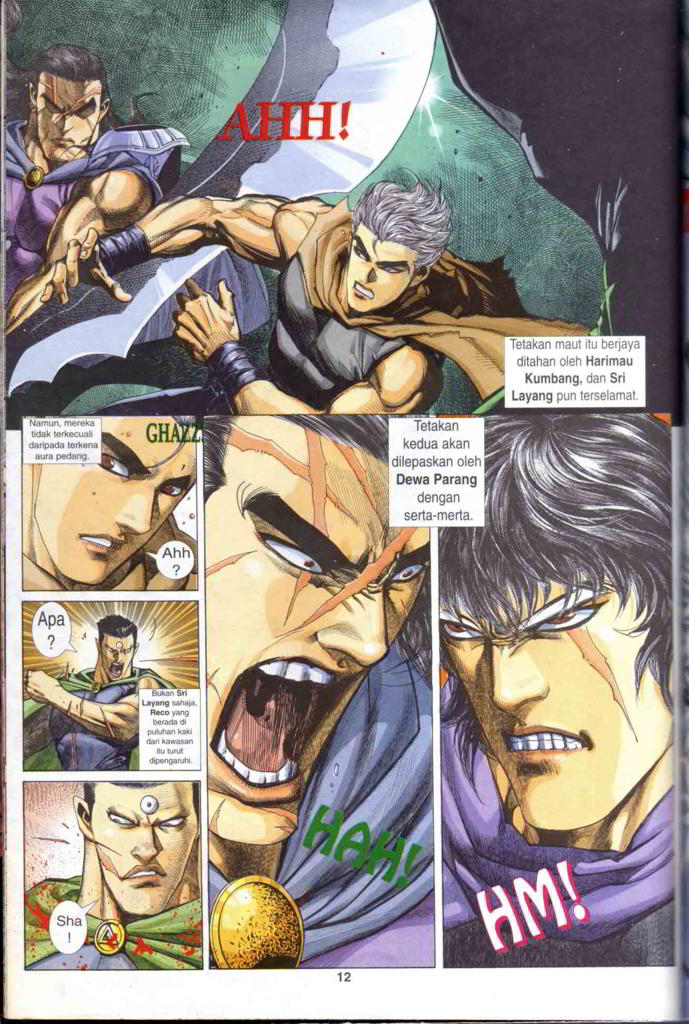 AHH!
Tetakan maut itu berjaya
ditahan oleh Harimau
Kumbang, dan Sri
Layang pun terselamat.
Namun, mereka
tidak terkecuali
daripada terkena
aura pedang.
GHAZZ
Ahh
?
Apa
?
Bukan Sri
Layang sahaja,
Reco yang
berada di
puluhan kaki
dari kawasan
itu turut
dipengaruhi.
Sha
!
Tetakan
kedua akan
dilepaskan oleh
Dewa Parang
dengan
serta-merta.
HAH!
HM!
12